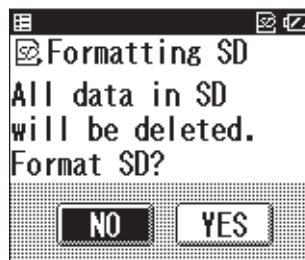 Formatting SD
All data in SD
will be deleted.
Format SD?
NO YES